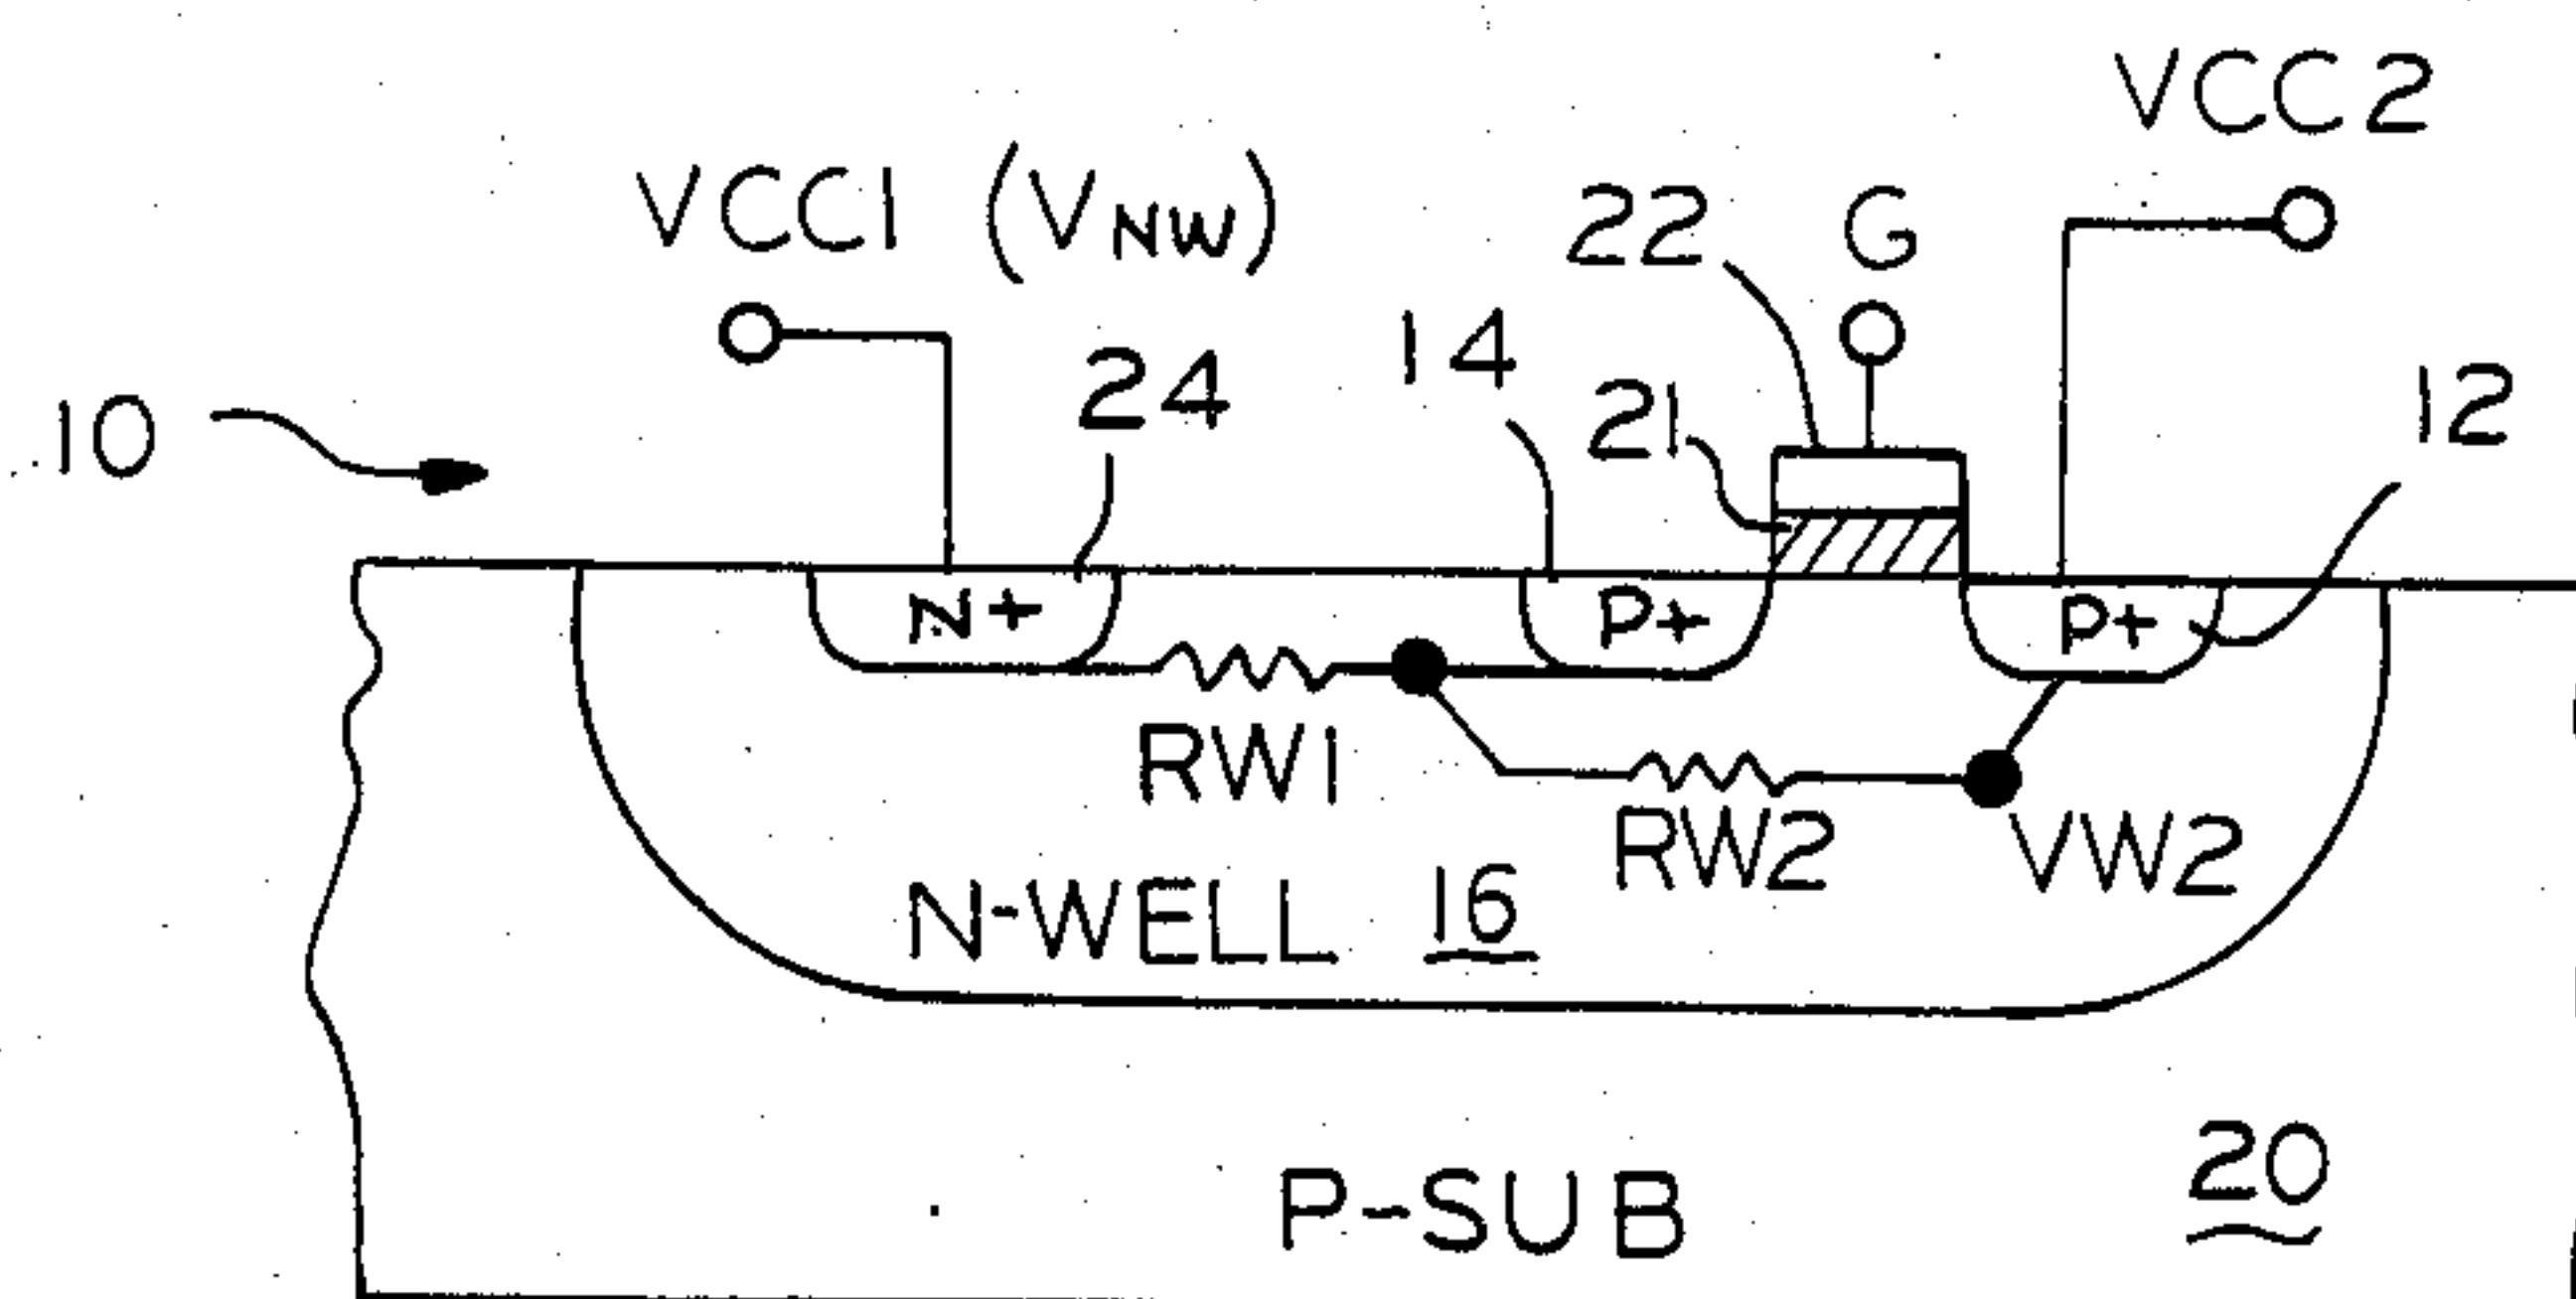 VCC2
VCC1 (VNW)
22
G
14
24
21
12
10
N+
P+
P+
RW1
RW2
VW2
N-WELL 16
20
P-SUB